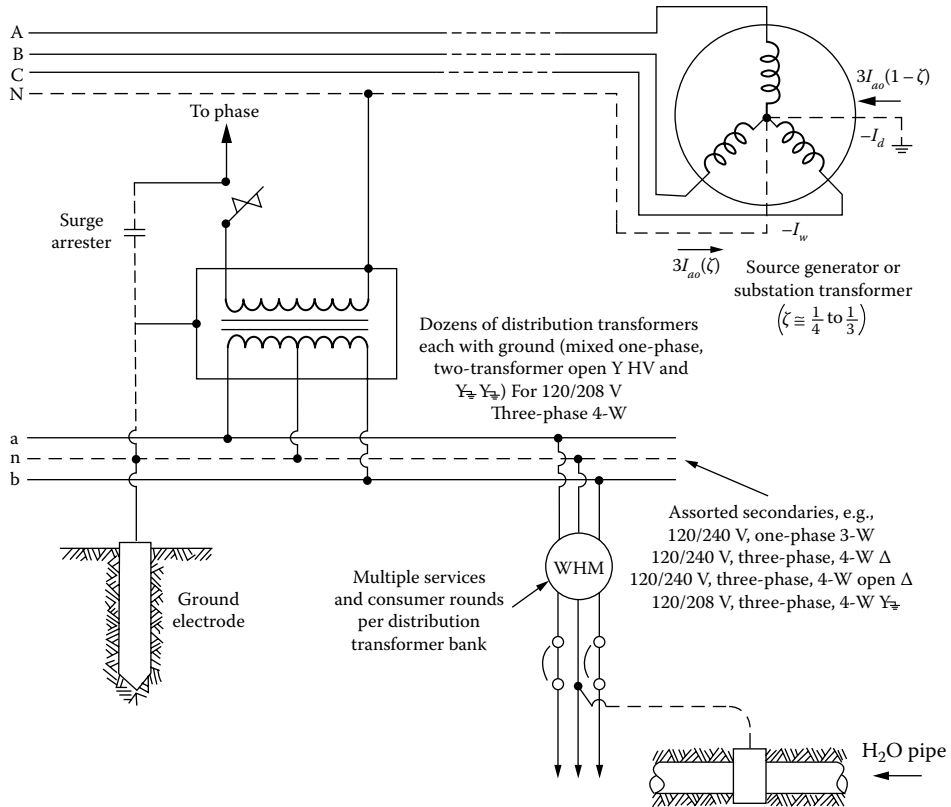 A
B
C
N
To phase
Surge
arrester
3I_ao(1 – ζ)
–I_d
–I_w
3I_ao(ζ)
Source generator or
substation transformer
(ζ ≅ 1/4 to 1/3)
Dozens of distribution transformers
each with ground (mixed one-phase,
two-transformer open Y HV and
Y⏚ Y⏚) For 120/208 V
Three-phase 4-W
a
n
b
Assorted secondaries, e.g.,
120/240 V, one-phase 3-W
120/240 V, three-phase, 4-W Δ
120/240 V, three-phase, 4-W open Δ
120/208 V, three-phase, 4-W Y⏚
WHM
Multiple services
and consumer rounds
per distribution
transformer bank
Ground
electrode
H₂O pipe